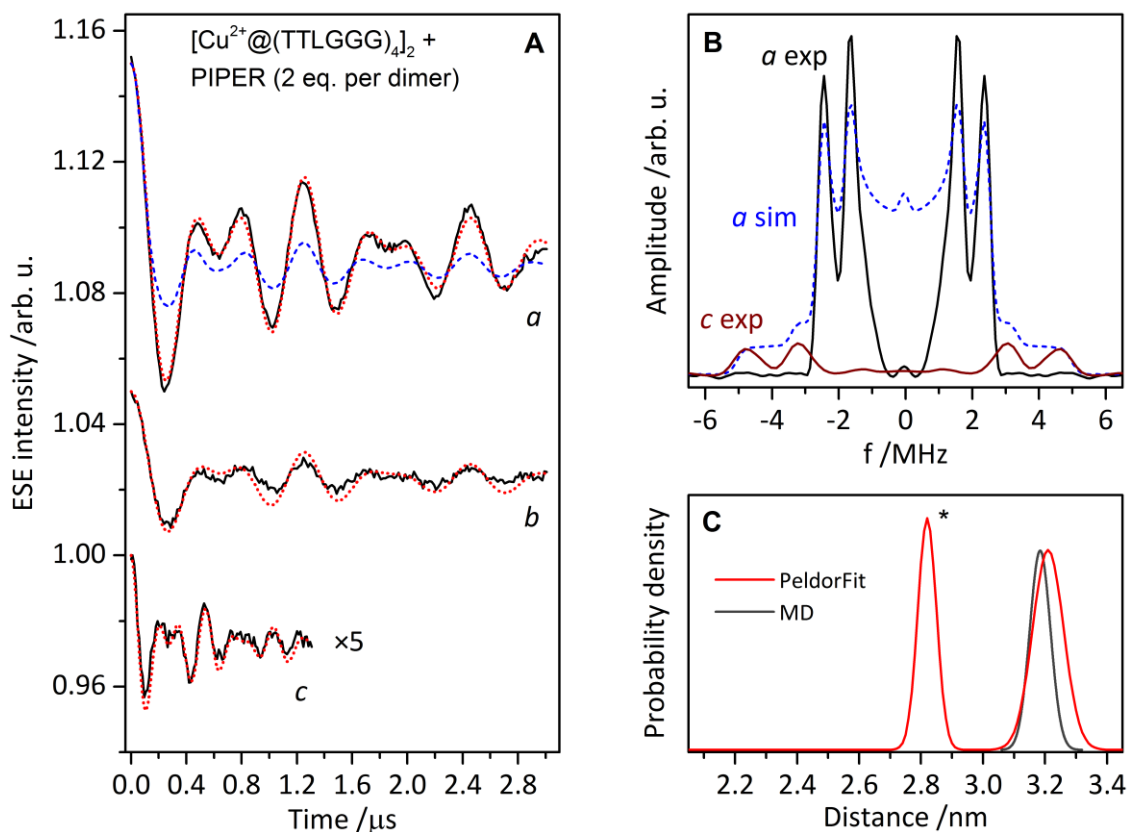 [Cu²⁺@(TTLGGG)₄]₂ +
PIPER (2 eq. per dimer)
A
ESE intensity /arb. u.
1.16
1.12
1.08
1.04
1.00
0.96
a
b
c
×5
0.0 0.4 0.8 1.2 1.6 2.0 2.4 2.8
Time /μs
B
a exp
a sim
c exp
Amplitude /arb. u.
-6 -4 -2 0 2 4 6
f /MHz
C
*
PeldorFit
MD
Probability density
2.2 2.4 2.6 2.8 3.0 3.2 3.4
Distance /nm